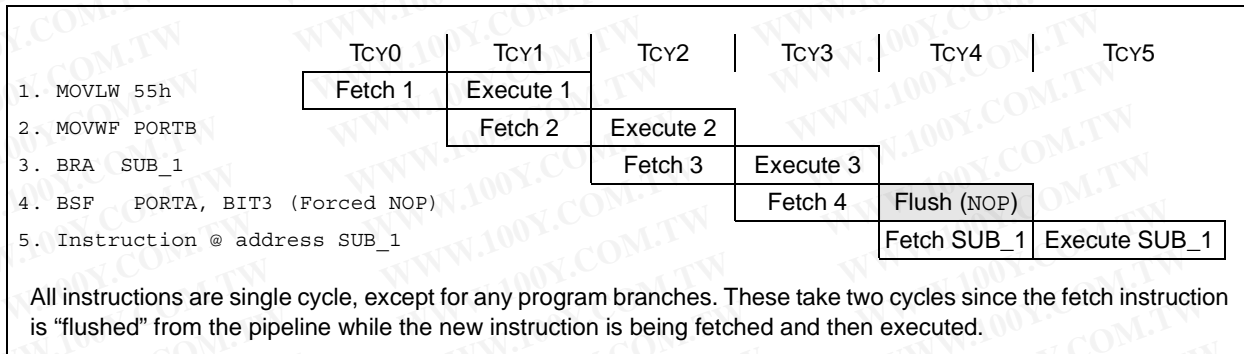 TCY0 TCY1 TCY2 TCY3 TCY4 TCY5
1. MOVLW 55h Fetch 1 Execute 1
2. MOVWF PORTB Fetch 2 Execute 2
3. BRA SUB_1 Fetch 3 Execute 3
4. BSF PORTA, BIT3 (Forced NOP) Fetch 4 Flush (NOP)
5. Instruction @ address SUB_1 Fetch SUB_1 Execute SUB_1
All instructions are single cycle, except for any program branches. These take two cycles since the fetch instruction
is “flushed” from the pipeline while the new instruction is being fetched and then executed.
WWW.100Y.COM.TW